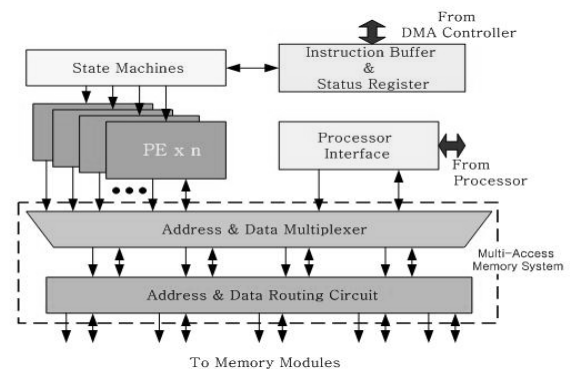 From
DMA Controller
State Machines
Instruction Buffer
&
Status Register
PE x n
Processor
Interface
From
Processor
Address & Data Multiplexer
Multi-Access
Memory System
Address & Data Routing Circuit
To Memory Modules